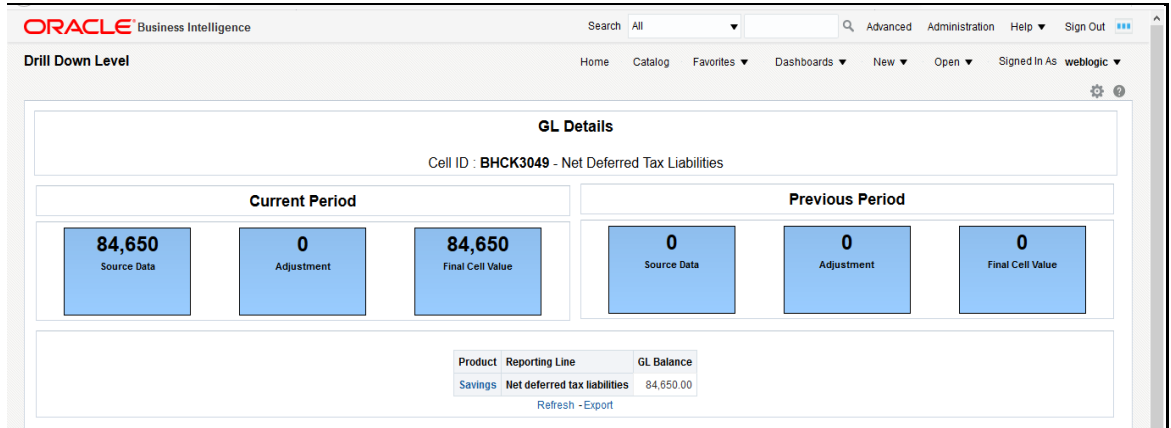 ORACLE Business Intelligence Search All Advanced Administration Help Sign Out
Drill Down Level Home Catalog Favorites Dashboards New Open Signed In As weblogic
GL Details
Cell ID : BHCK3049 - Net Deferred Tax Liabilities
Current Period
84,650
Source Data
0
Adjustment
84,650
Final Cell Value
Previous Period
0
Source Data
0
Adjustment
0
Final Cell Value
Product Reporting Line GL Balance
Savings Net deferred tax liabilities 84,650.00
Refresh - Export